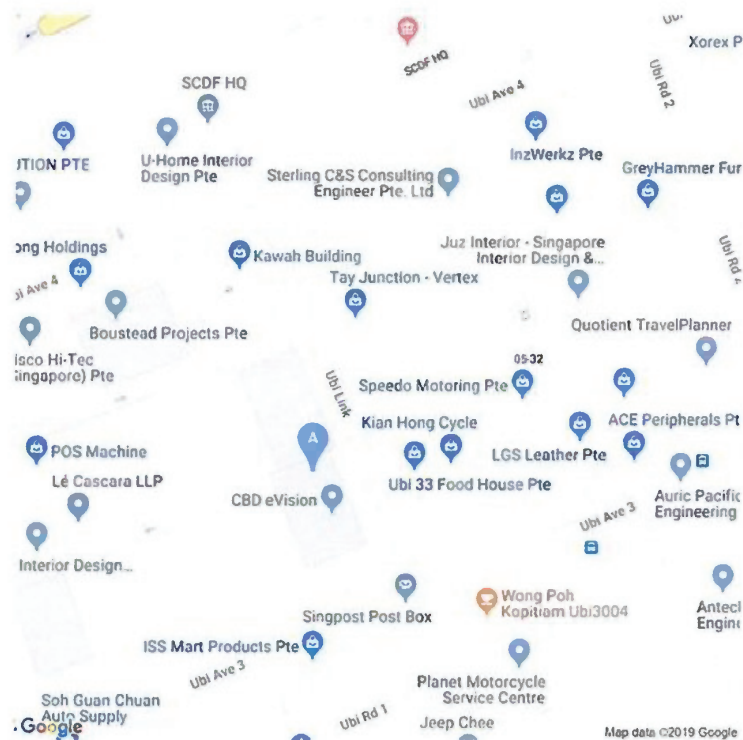 Ubi
Xorex P
SCDF HQ
SCDF HQ
Ubi Ave 4
Ubi Rd 2
UTION PTE
U-Home Interior
Design Pte
Sterling C&S Consulting
Engineer Pte. Ltd
InzWerkz Pte
GreyHammer Fur
ong Holdings
Kawah Building
Juz Interior - Singapore
Interior Design &...
Ubi Rd 4
bi Ave 4
Tay Junction - Vertex
Boustead Projects Pte
Quotient TravelPlanner
isco Hi-Tec
Singapore) Pte
05-32
Speedo Motoring Pte
Ubi Link
Kian Hong Cycle
ACE Peripherals Pt
A
POS Machine
LGS Leather Pte
Lé Cascara LLP
CBD eVision
Ubi 33 Food House Pte
Auric Pacific
Engineering
Ubi Ave 3
Interior Design...
Singpost Post Box
Wong Poh
Kopitiam Ubi3004
Antecl
Engin
ISS Mart Products Pte
Ubi Ave 3
Planet Motorcycle
Service Centre
Soh Guan Chuan
Auto Supply
Ubi Rd 1
Jeep Chee
Google
Map data ©2019 Google